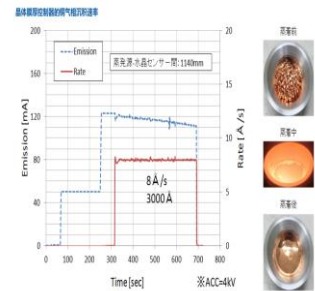 晶体膜厚控制器的铜气相沉积速率
200
160
120
80
40
0
Emission [mA]
Emission
Rate
蒸発源-水晶センサー間:1140mm
8 Å/s
3000 Å
20
15
10
5
0
Rate [Å/s]
0 100 200 300 400 500 600 700 800
Time [sec]
※ACC=4kV
蒸着前
蒸着中
蒸着後